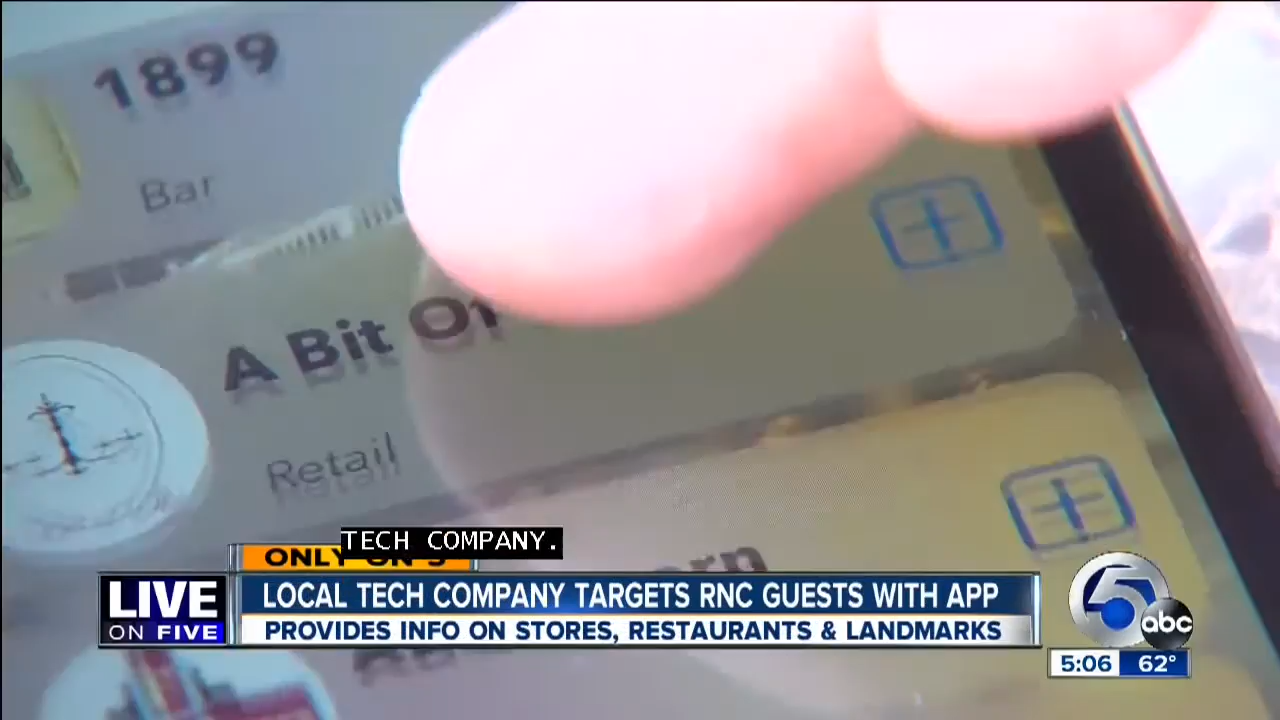 1899
Bar
A Bit Of
Retail
TECH COMPANY.
ONLY ON 5
LIVE
ON FIVE
LOCAL TECH COMPANY TARGETS RNC GUESTS WITH APP
PROVIDES INFO ON STORES, RESTAURANTS & LANDMARKS
5
abc
5:06 62°